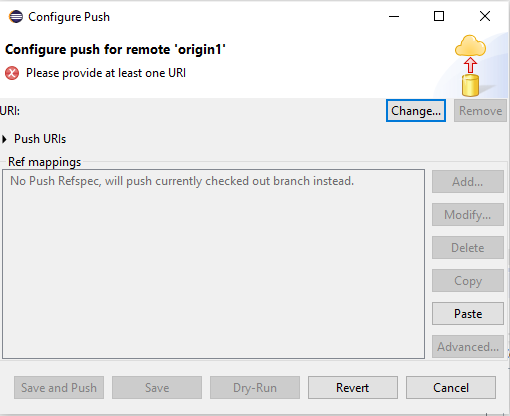 Configure Push
Configure push for remote 'origin1'
Please provide at least one URI
URI:
Change...
Remove
Push URIs
Ref mappings
No Push Refspec, will push currently checked out branch instead.
Add...
Modify...
Delete
Copy
Paste
Advanced...
Save and Push
Save
Dry-Run
Revert
Cancel